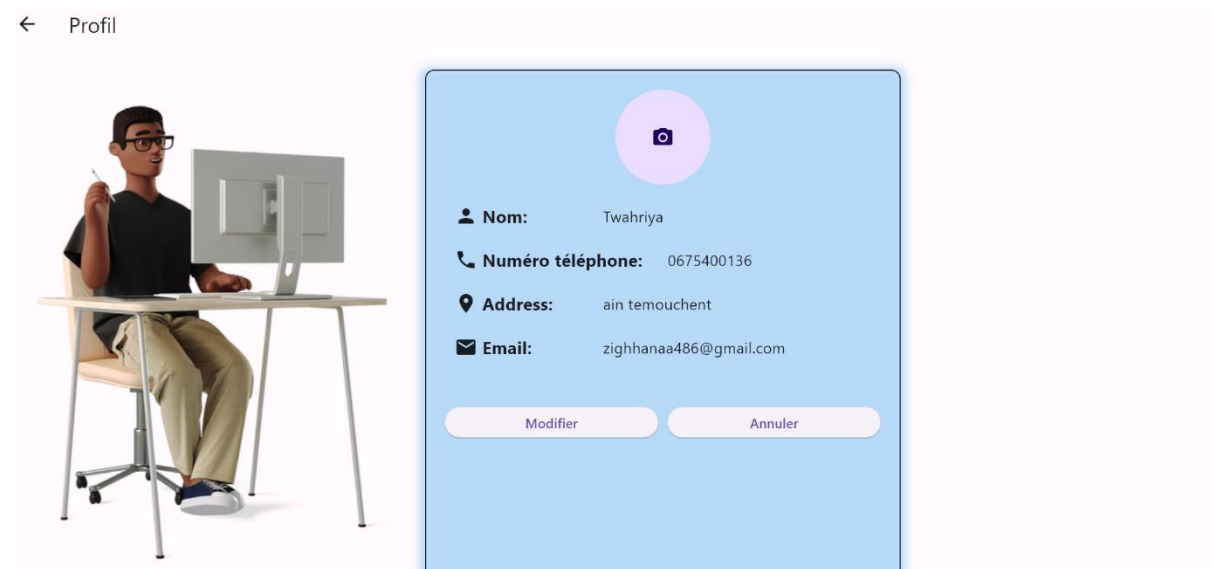 Profil
Nom: Twahriya
Numéro téléphone: 0675400136
Address: ain temouchent
Email: zighhanaa486@gmail.com
Modifier Annuler